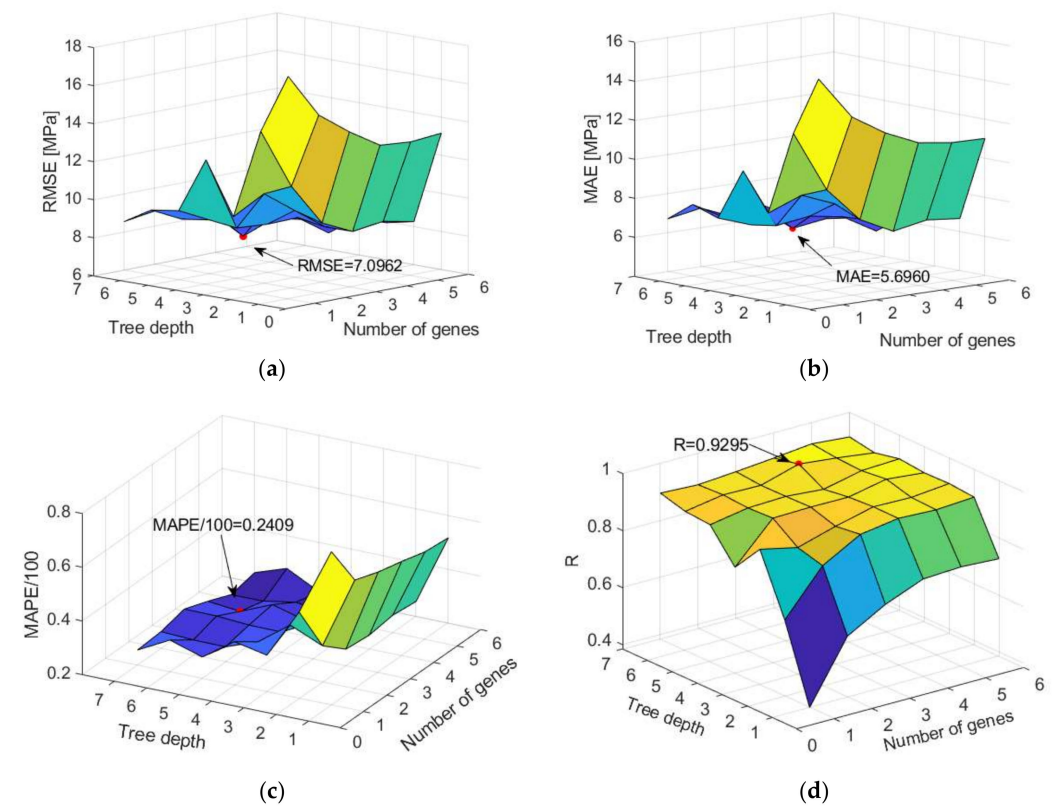 18
16
14
12
10
8
6
RMSE [MPa]
RMSE=7.0962
7 6 5 4 3 2 1 0
Tree depth
1 2 3 4 5 6
Number of genes
(a)
16
14
12
10
8
6
MAE [MPa]
MAE=5.6960
7 6 5 4 3 2 1 0
Tree depth
1 2 3 4 5 6
Number of genes
(b)
0.8
0.6
0.4
0.2
MAPE/100
MAPE/100=0.2409
7 6 5 4 3 2 1 0
Tree depth
1 2 3 4 5 6
Number of genes
(c)
R=0.9295
1
0.8
0.6
0.4
R
7 6 5 4 3 2 1 0
Tree depth
1 2 3 4 5 6
Number of genes
(d)